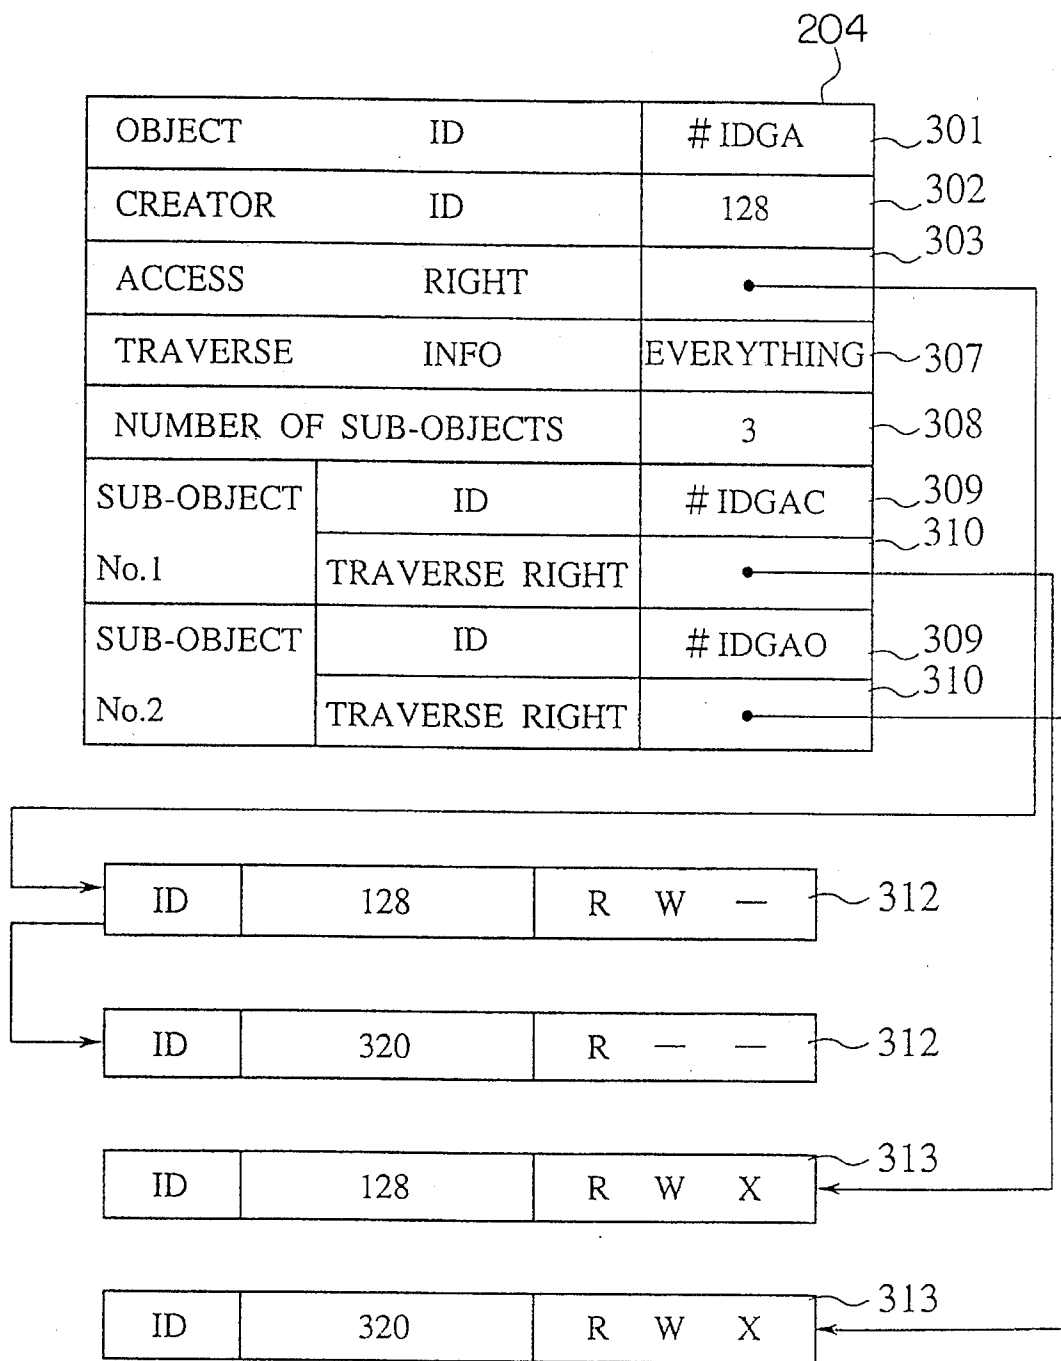 204
OBJECT ID # IDGA 301
CREATOR ID 128 302
303
ACCESS RIGHT
TRAVERSE INFO EVERYTHING 307
NUMBER OF SUB-OBJECTS 3 308
SUB-OBJECT ID # IDGAC 309
310
No.1 TRAVERSE RIGHT
SUB-OBJECT ID # IDGAO 309
310
No.2 TRAVERSE RIGHT
ID 128 R W — 312
ID 320 R — — 312
313
ID 128 R W X
313
ID 320 R W X